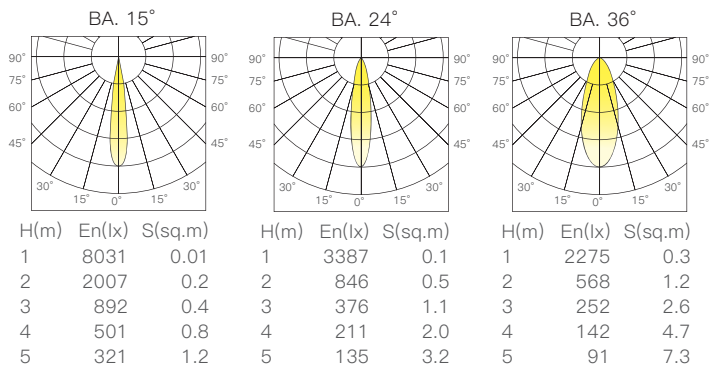 BA. 15°
90° 90°
75° 75°
60° 60°
45° 45°
30° 30°
15° 0° 15°
H(m) En(lx) S(sq.m)
1 8031 0.01
2 2007 0.2
3 892 0.4
4 501 0.8
5 321 1.2
BA. 24°
90° 90°
75° 75°
60° 60°
45° 45°
30° 30°
15° 0° 15°
H(m) En(lx) S(sq.m)
1 3387 0.1
2 846 0.5
3 376 1.1
4 211 2.0
5 135 3.2
BA. 36°
90° 90°
75° 75°
60° 60°
45° 45°
30° 30°
15° 0° 15°
H(m) En(lx) S(sq.m)
1 2275 0.3
2 568 1.2
3 252 2.6
4 142 4.7
5 91 7.3